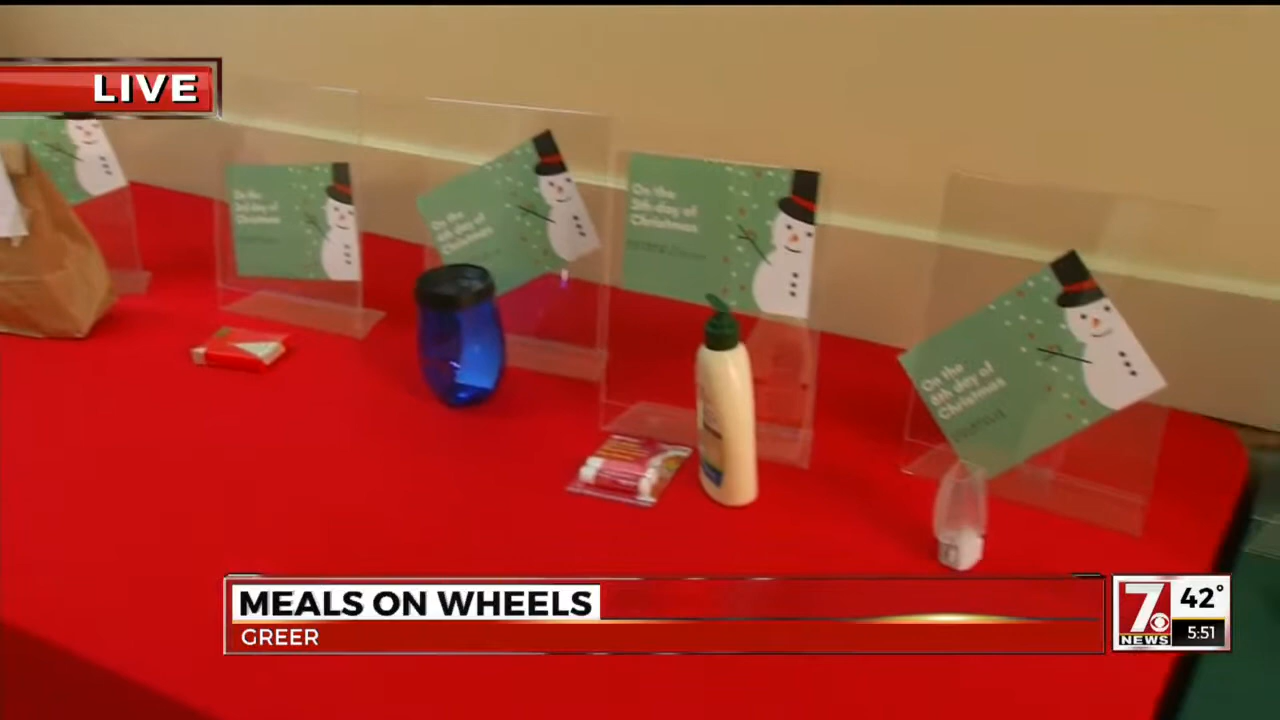 LIVE
On the
3rd day of
Christmas
On the
4th day of
Christmas
On the
5th day of
Christmas
On the
6th day of
Christmas
MEALS ON WHEELS
GREER
7
NEWS
42°
5:51